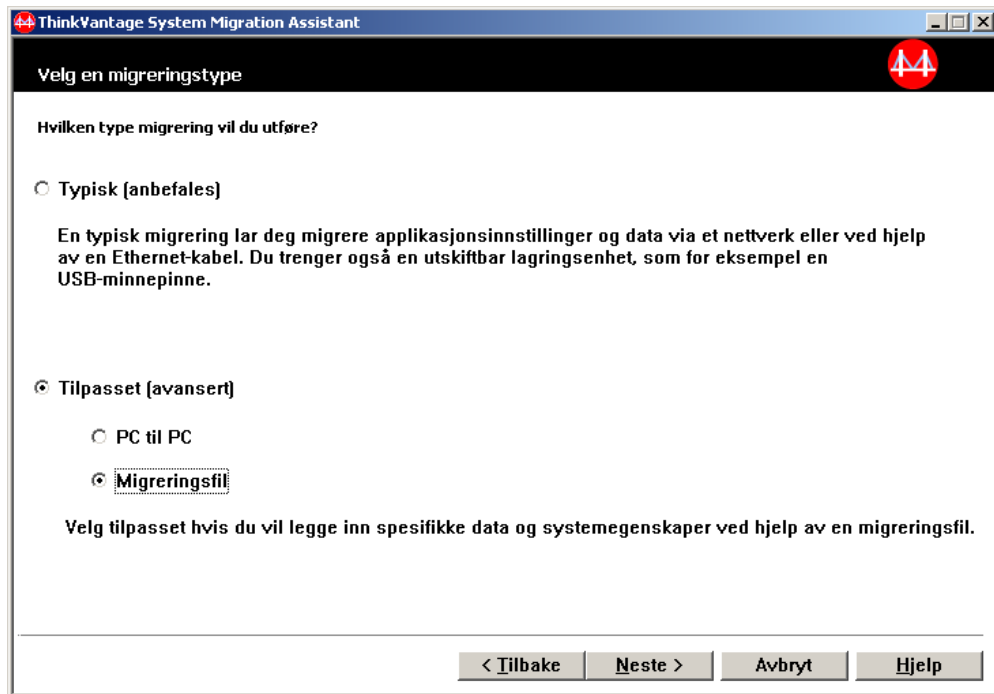 ThinkVantage System Migration Assistant
Velg en migreringstype
Hvilken type migrering vil du utføre?
Typisk (anbefales)
En typisk migrering lar deg migrere applikasjonsinnstillinger og data via et nettverk eller ved hjelp
av en Ethernet-kabel. Du trenger også en utskiftbar lagringsenhet, som for eksempel en
USB-minnepinne.
Tilpasset (avansert)
PC til PC
Migreringsfil
Velg tilpasset hvis du vil legge inn spesifikke data og systemegenskaper ved hjelp av en migreringsfil.
< Tilbake Neste > Avbryt Hjelp